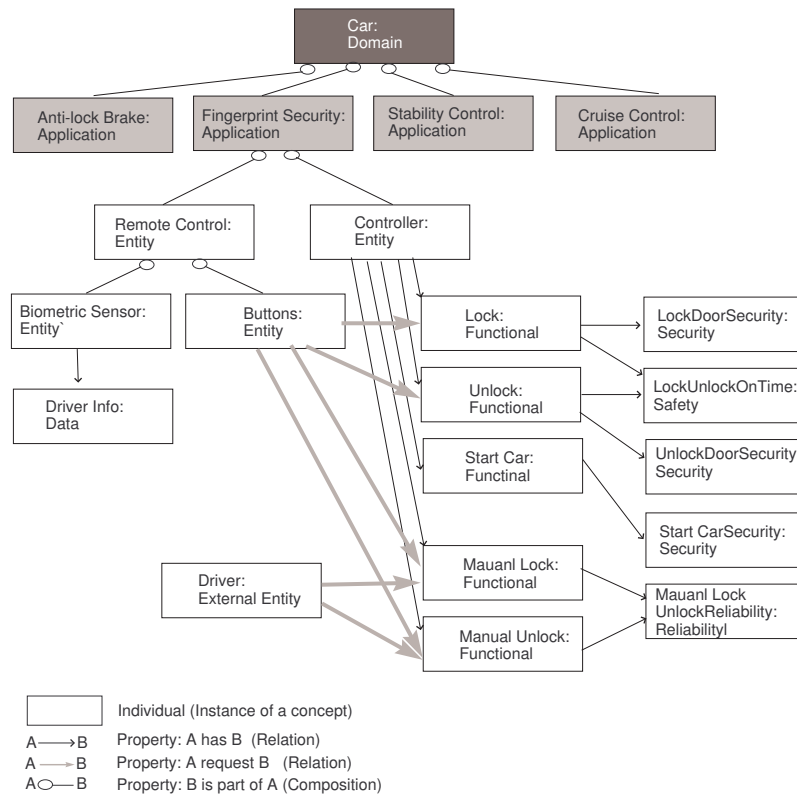 Car:
Domain
Anti-lock Brake:
Application
Fingerprint Security:
Application
Stability Control:
Application
Cruise Control:
Application
Remote Control:
Entity
Controller:
Entity
Biometric Sensor:
Entity`
Buttons:
Entity
Lock:
Functional
LockDoorSecurity:
Security
Driver Info:
Data
Unlock:
Functional
LockUnlockOnTime:
Safety
Start Car:
Functinal
UnlockDoorSecurity
Security
Start CarSecurity:
Security
Driver:
External Entity
Mauanl Lock:
Functional
Mauanl Lock
UnlockReliability:
ReliabilityI
Manual Unlock:
Functional
Individual (Instance of a concept)
A B Property: A has B (Relation)
A B Property: A request B (Relation)
A B Property: B is part of A (Composition)